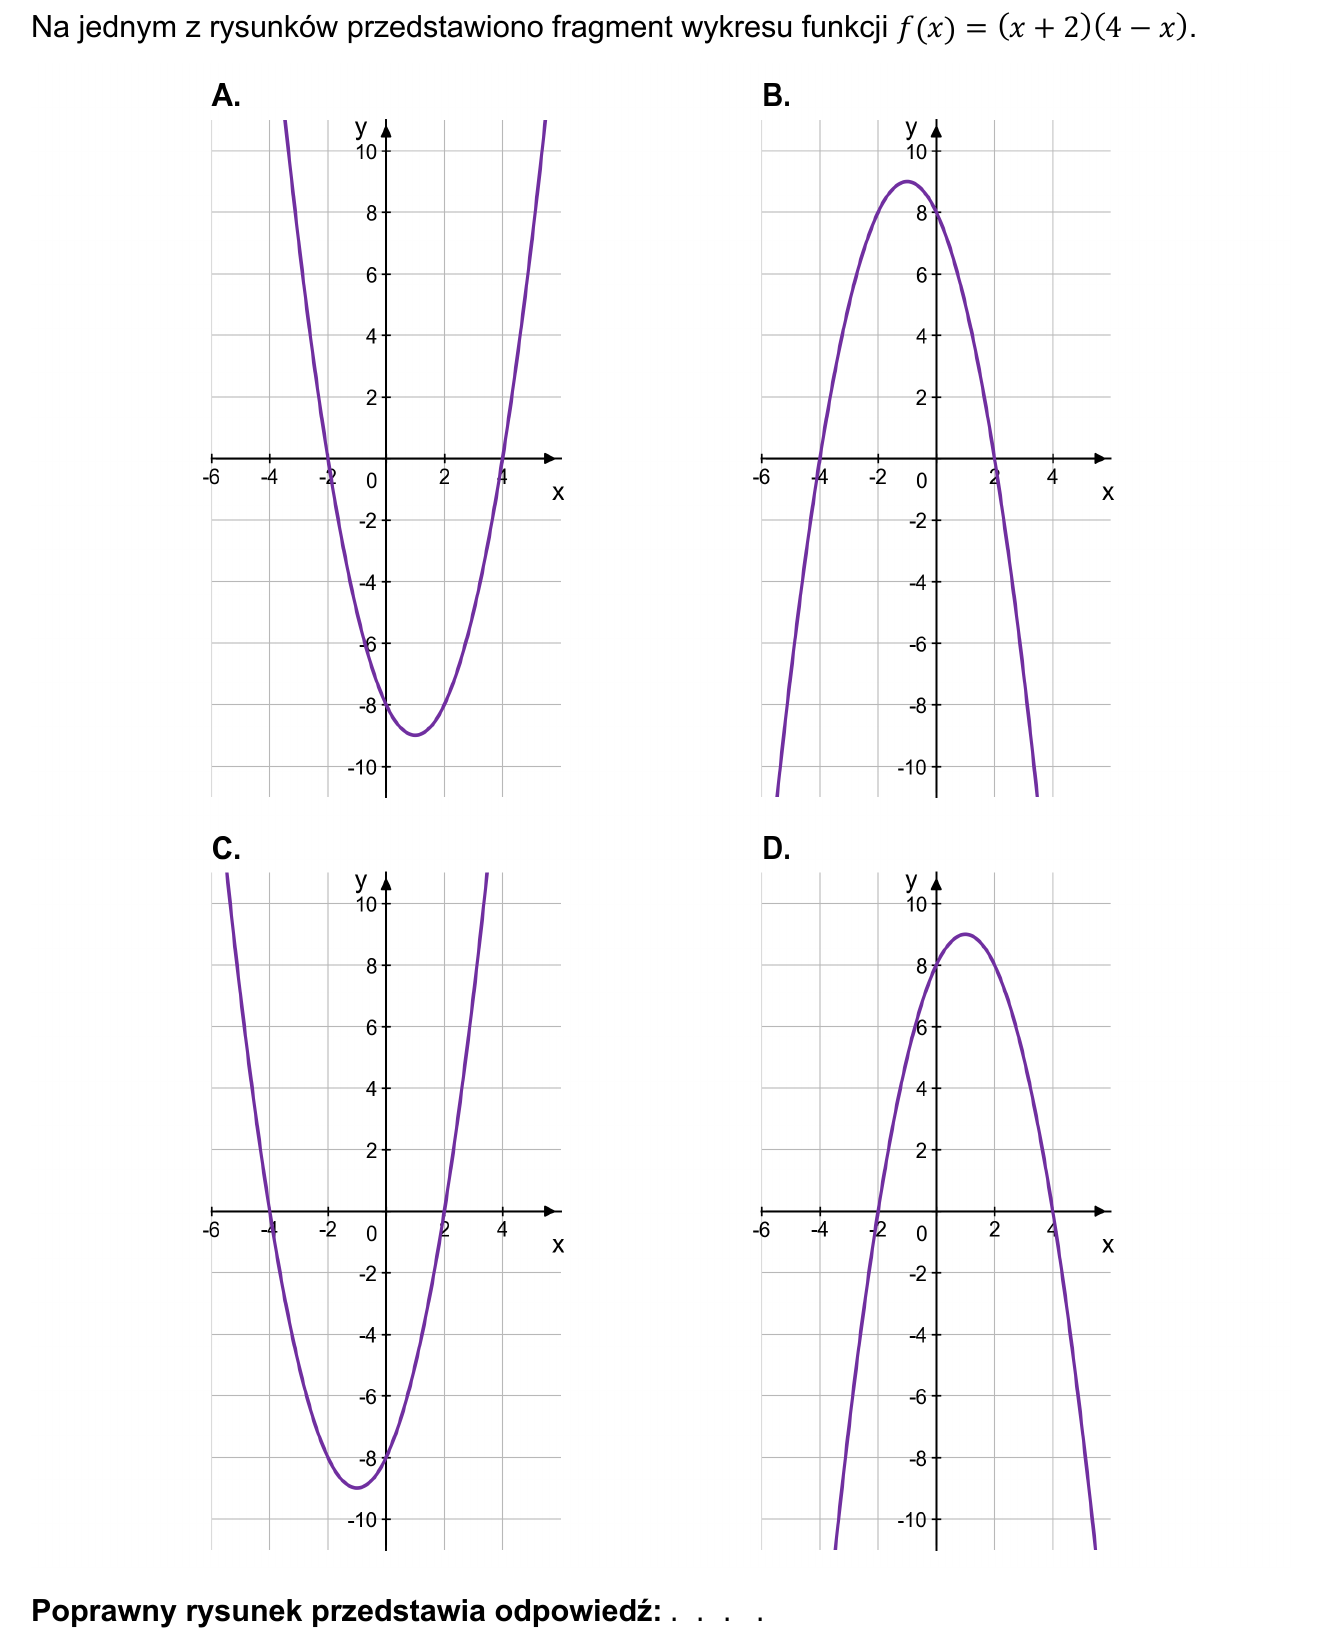 Na jednym z rysunków przedstawiono fragment wykresu funkcji f(x) = (x + 2)(4 − x).
A.
y
10
8
6
4
2
-6 -4 -2 0 2 4
x
-2
-4
-6
-8
-10
B.
y
10
8
6
4
2
-6 -4 -2 0 2 4
x
-2
-4
-6
-8
-10
C.
y
10
8
6
4
2
-6 -4 -2 0 2 4
x
-2
-4
-6
-8
-10
D.
y
10
8
6
4
2
-6 -4 -2 0 2 4
x
-2
-4
-6
-8
-10
Poprawny rysunek przedstawia odpowiedź: . . . .